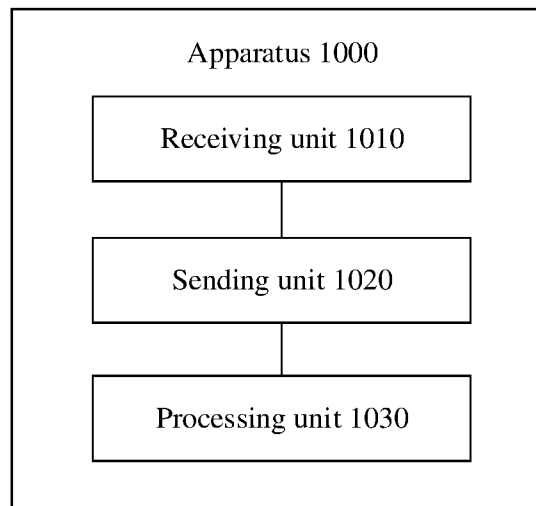 Apparatus 1000
Receiving unit 1010
Sending unit 1020
Processing unit 1030